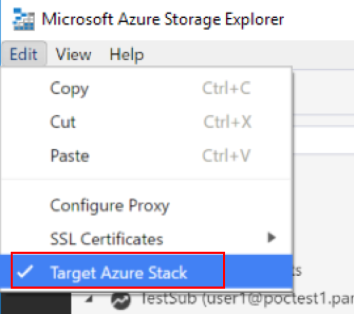 Microsoft Azure Storage Explorer
Edit View Help
Copy Ctrl+C
Cut Ctrl+X
Paste Ctrl+V
Configure Proxy
SSL Certificates
Target Azure Stack
TestSub (user1@poctest1.par